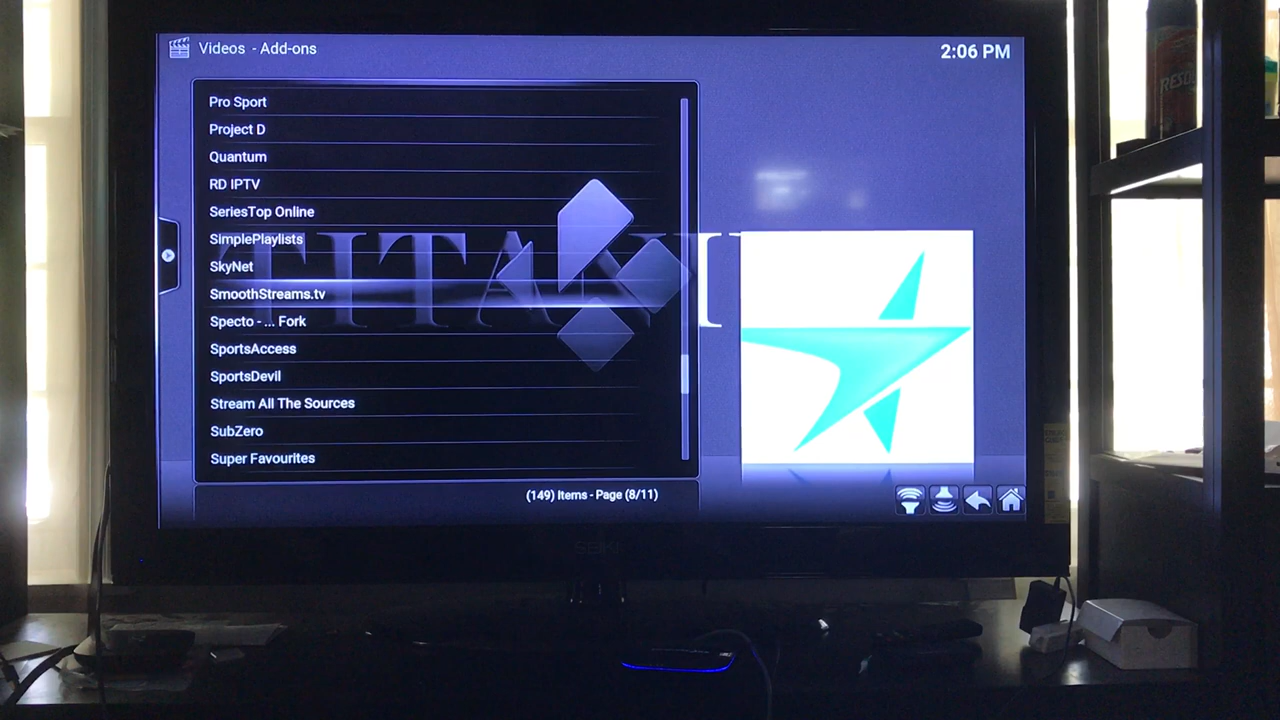 Videos - Add-ons
2:06 PM
Pro Sport
Project D
Quantum
RD IPTV
SeriesTop Online
SimplePlaylists
SkyNet
SmoothStreams.tv
Specto - ... Fork
SportsAccess
SportsDevil
Stream All The Sources
SubZero
Super Favourites
(149) Items - Page (8/11)
SEIKI